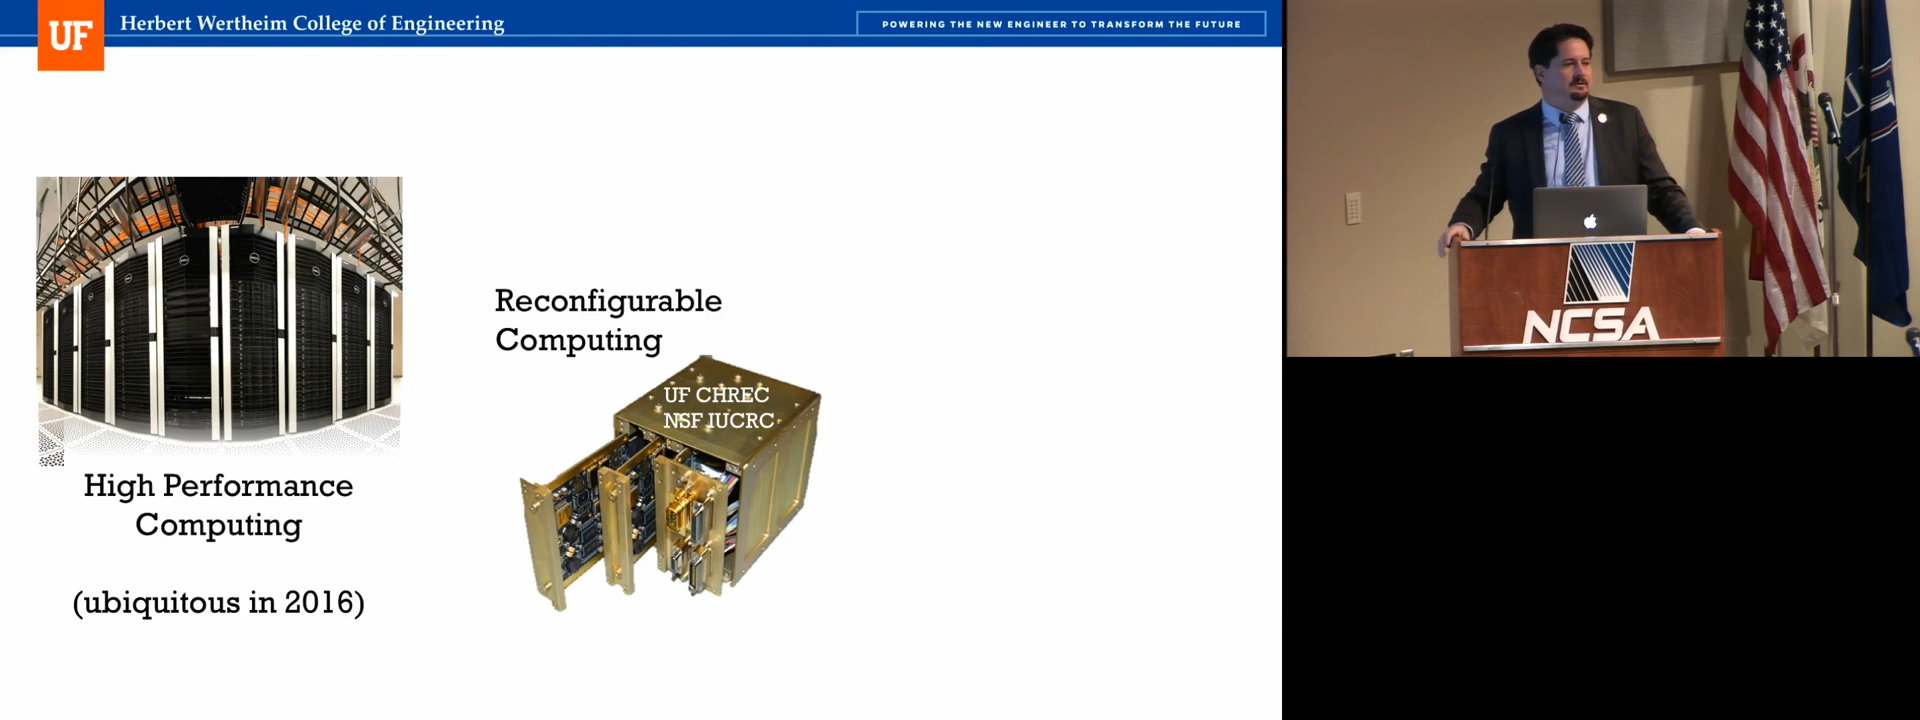 UF
Herbert Wertheim College of Engineering
POWERING THE NEW ENGINEER TO TRANSFORM THE FUTURE
Reconfigurable
Computing
UF CHREC
NSF IUCRC
High Performance
Computing
(ubiquitous in 2016)
NCSA